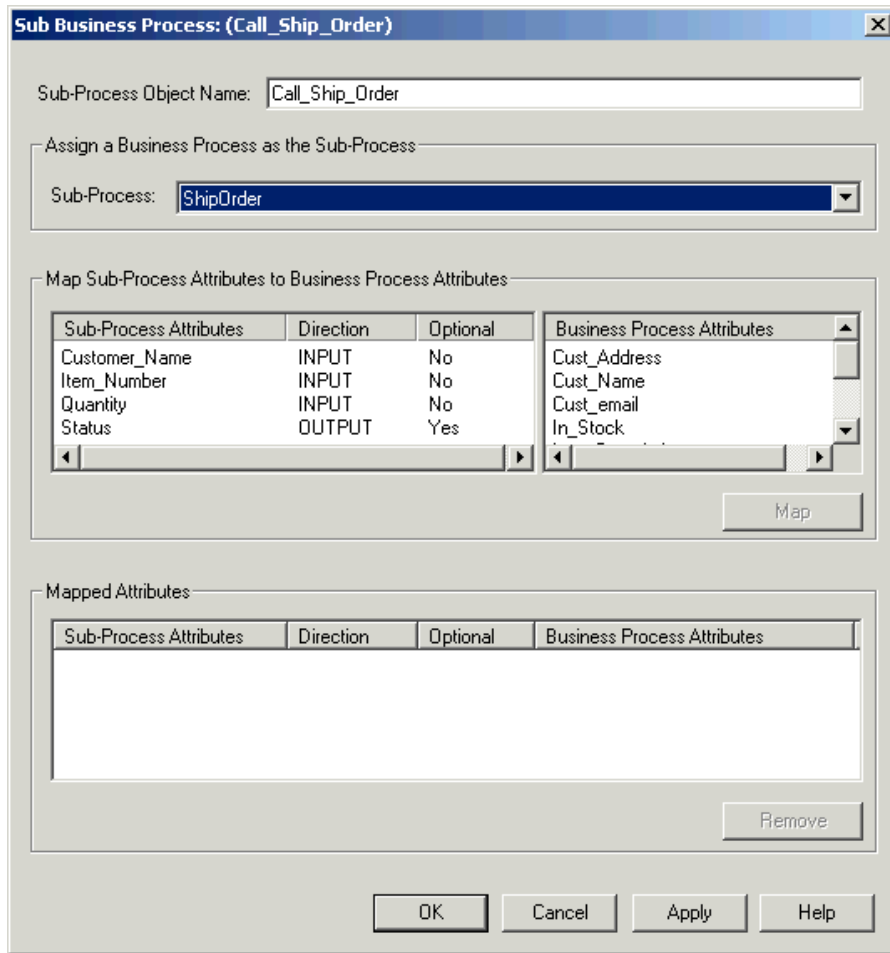 Sub Business Process: (Call_Ship_Order)
Sub-Process Object Name: Call_Ship_Order
Assign a Business Process as the Sub-Process
Sub-Process: ShipOrder
Map Sub-Process Attributes to Business Process Attributes
Sub-Process Attributes Direction Optional Business Process Attributes
Customer_Name INPUT No Cust_Address
Item_Number INPUT No Cust_Name
Quantity INPUT No Cust_email
Status OUTPUT Yes In_Stock
Map
Mapped Attributes
Sub-Process Attributes Direction Optional Business Process Attributes
Remove
OK Cancel Apply Help